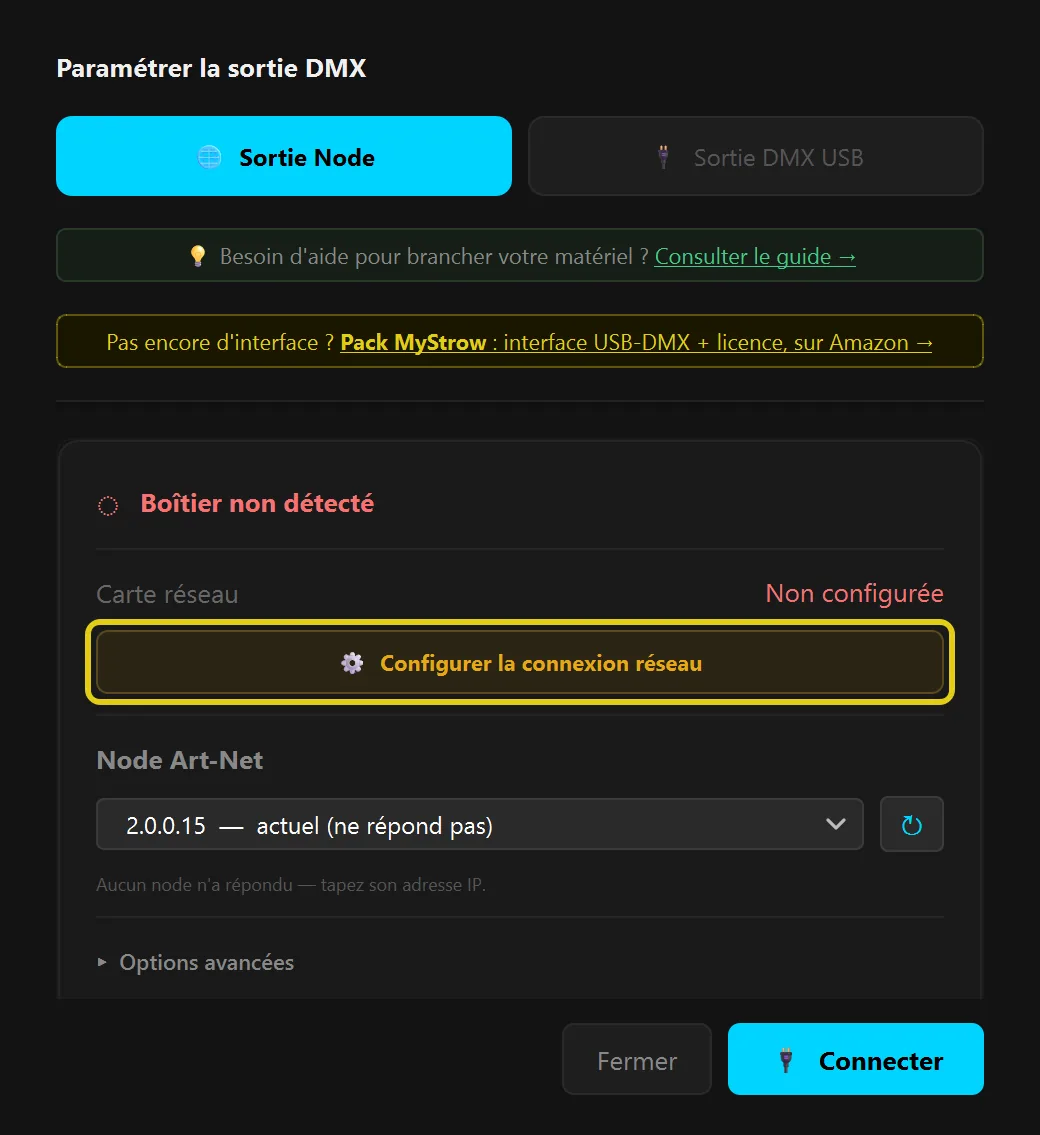 Paramétrer la sortie DMX
Sortie Node
Sortie DMX USB
Besoin d'aide pour brancher votre matériel ? Consulter le guide →
Pas encore d'interface ? Pack MyStrow : interface USB-DMX + licence, sur Amazon →
Boîtier non détecté
Carte réseau
Non configurée
Configurer la connexion réseau
Node Art-Net
2.0.0.15 — actuel (ne répond pas)
Aucun node n'a répondu — tapez son adresse IP.
Options avancées
Fermer
Connecter